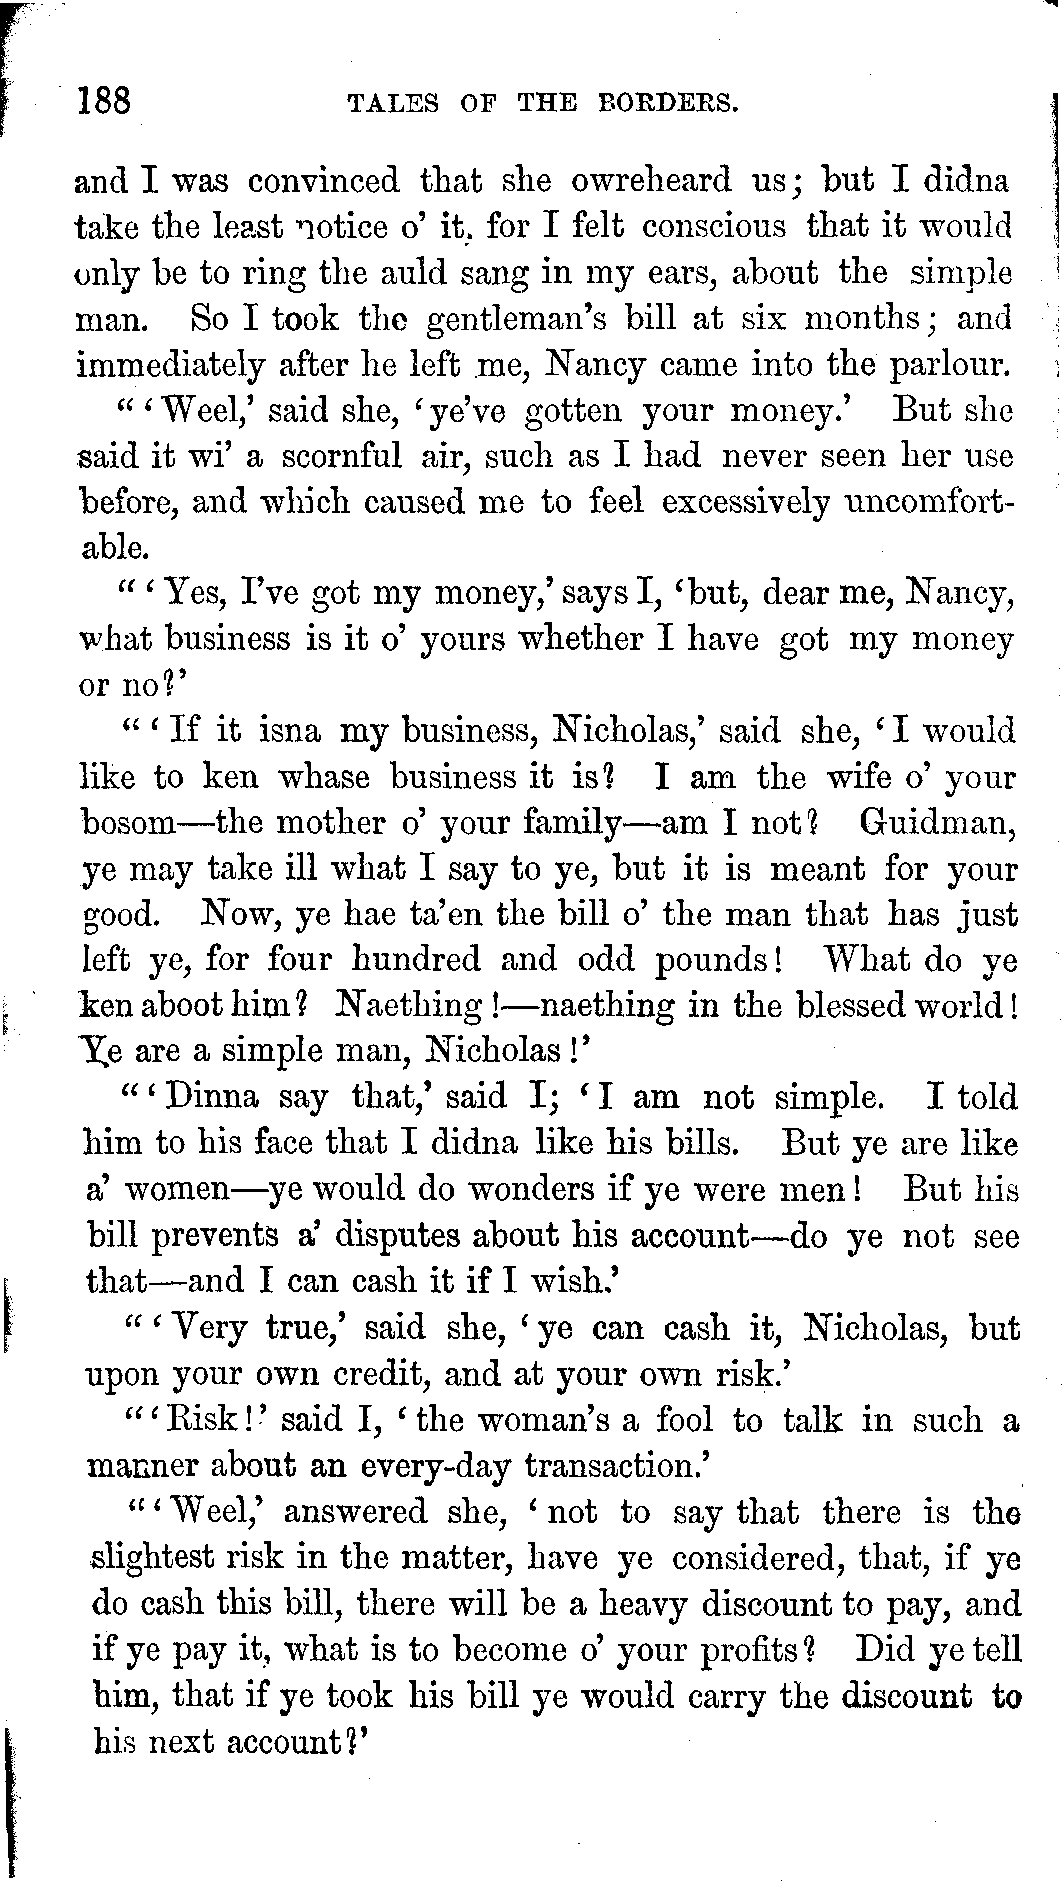 188 TALES OF THE BORDERS.
and I was convinced that she owreheard us; but I didna
take the least notice o' it, for I felt conscious that it would
only be to ring the auld sang in my ears, about the simple
man. So I took the gentleman's bill at six months; and
immediately after he left me, Nancy came into the parlour.
"'Weel,' said she, 'ye've gotten your money.' But she
said it wi' a scornful air, such as I had never seen her use
before, and which caused me to feel excessively uncomfort-
able.
"'Yes, I've got my money,' says I, 'but, dear me, Nancy,
what business is it o' yours whether I have got my money
or no?'
"'If it isna my business, Nicholas,' said she, 'I would
like to ken whase business it is? I am the wife o' your
bosom—the mother o' your family—am I not? Guidman,
ye may take ill what I say to ye, but it is meant for your
good. Now, ye hae ta'en the bill o' the man that has just
left ye, for four hundred and odd pounds! What do ye
ken aboot him? Naething!—naething in the blessed world!
Ye are a simple man, Nicholas!'
"'Dinna say that,' said I; 'I am not simple. I told
him to his face that I didna like his bills. But ye are like
a' women—ye would do wonders if ye were men! But his
bill prevents a' disputes about his account—do ye not see
that—and I can cash it if I wish.'
"'Very true,' said she, 'ye can cash it, Nicholas, but
upon your own credit, and at your own risk.'
"'Risk!' said I, 'the woman's a fool to talk in such a
manner about an every-day transaction.'
"'Weel,' answered she, 'not to say that there is the
slightest risk in the matter, have ye considered, that, if ye
do cash this bill, there will be a heavy discount to pay, and
if ye pay it, what is to become o' your profits? Did ye tell
him, that if ye took his bill ye would carry the discount to
his next account?'